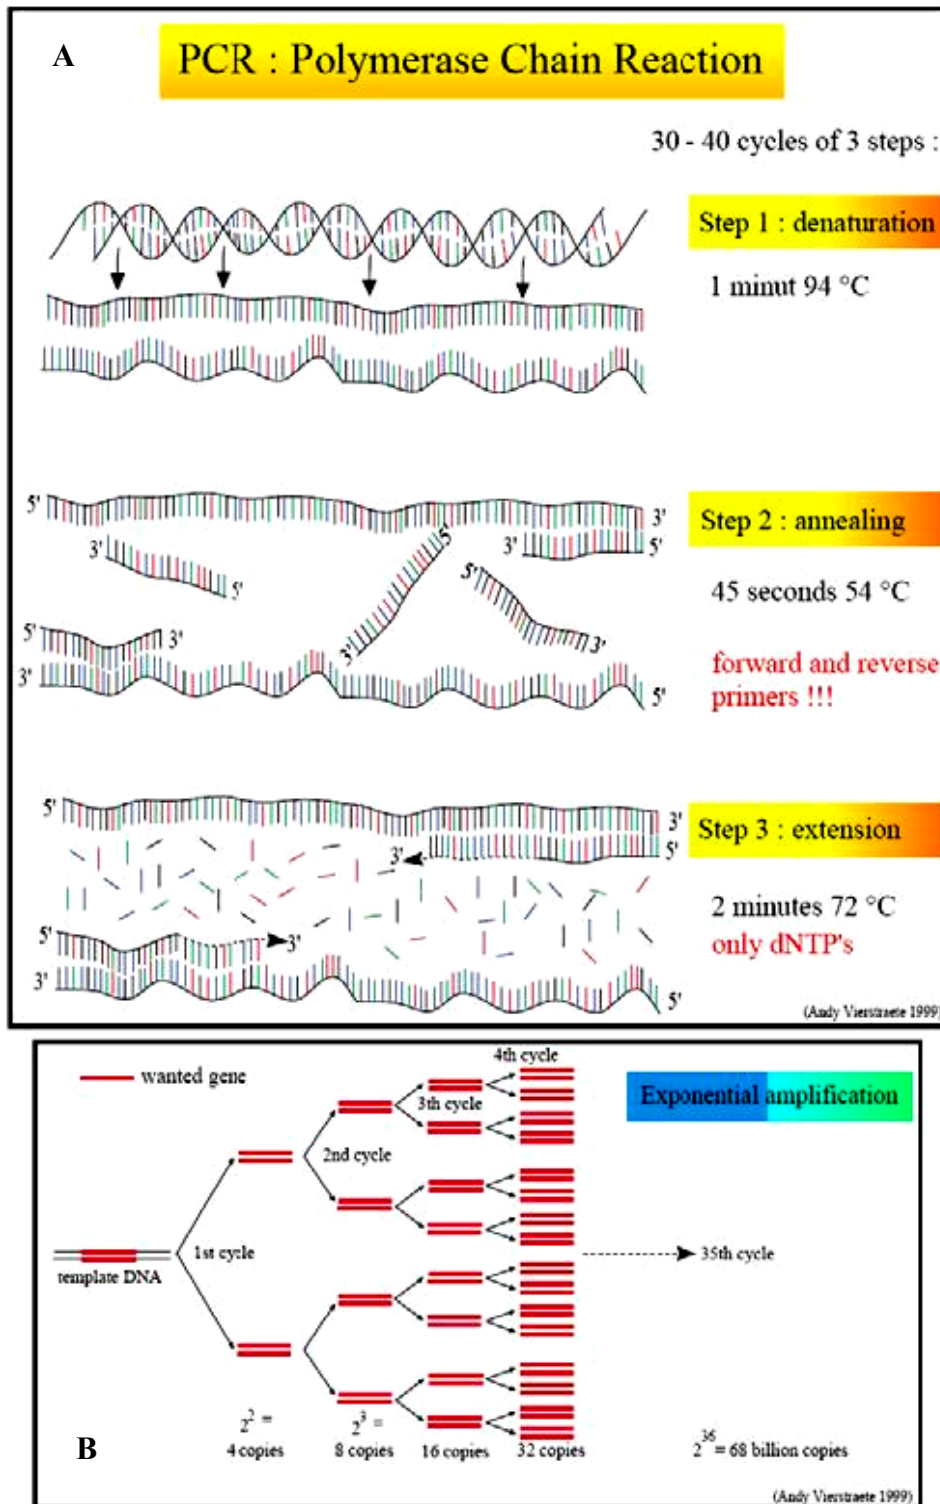 A
PCR : Polymerase Chain Reaction
30 - 40 cycles of 3 steps :
Step 1 : denaturation
1 minut 94 °C
5'
3'
Step 2 : annealing
3'
5'
3'
5'
5'
45 seconds 54 °C
5'
3'
3'
3'
forward and reverse
primers !!!
3'
5'
5'
3'
Step 3 : extension
3'
5'
2 minutes 72 °C
only dNTP's
5'
3'
3'
5'
(Andy Vierstraete 1999)
4th cycle
wanted gene
3th cycle
Exponential amplification
2nd cycle
1st cycle
35th cycle
template DNA
2² =
2³ =
4 copies
8 copies
16 copies
32 copies
2³⁶ = 68 billion copies
B
(Andy Vierstraete 1999)